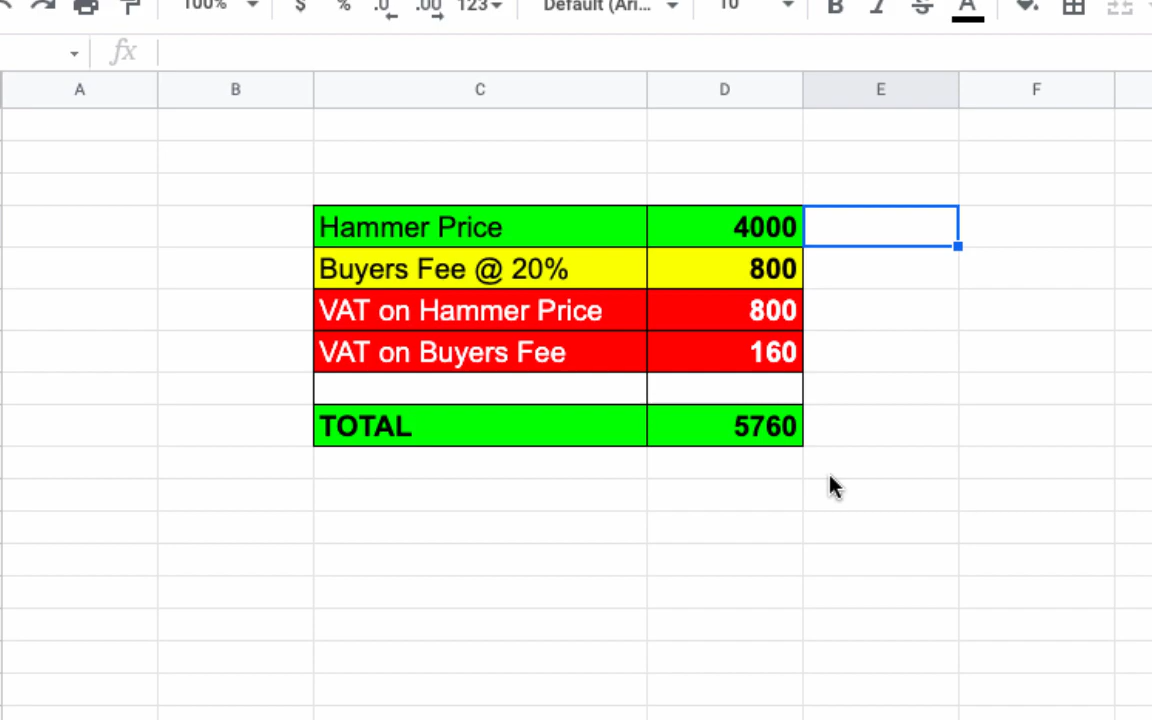 100% $ % .0 .00 123 Default (Ari... 10 B I S A
fx
A B C D E F
Hammer Price 4000
Buyers Fee @ 20% 800
VAT on Hammer Price 800
VAT on Buyers Fee 160
TOTAL 5760